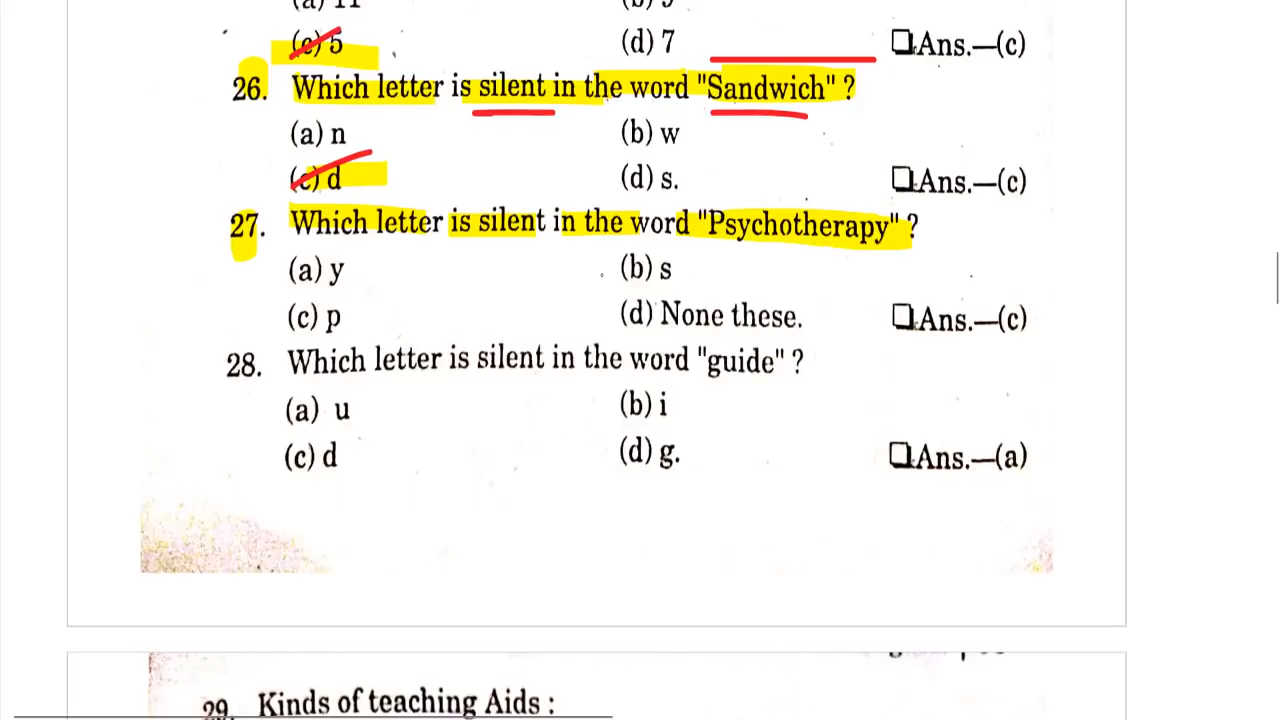 (a) 11 (b) 9
(c) 5 (d) 7 ❑Ans.—(c)
26. Which letter is silent in the word "Sandwich" ?
(a) n (b) w
(c) d (d) s. ❑Ans.—(c)
27. Which letter is silent in the word "Psychotherapy" ?
(a) y (b) s
(c) p (d) None these. ❑Ans.—(c)
28. Which letter is silent in the word "guide" ?
(a) u (b) i
(c) d (d) g. ❑Ans.—(a)
29. Kinds of teaching Aids :